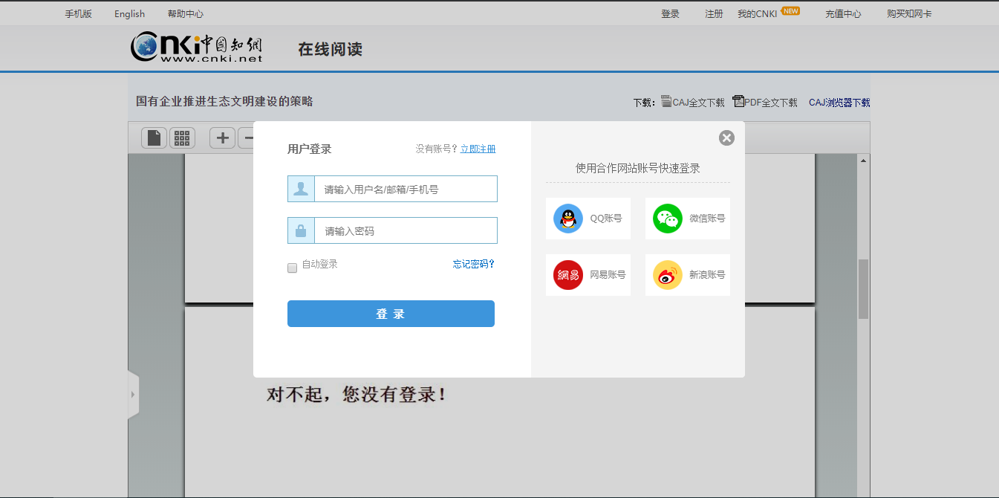 手机版 English 帮助中心 登录 注册 我的CNKI NEW 充值中心 购买知网卡
cnki 中国知網 在线阅读
www.cnki.net
国有企业推进生态文明建设的策略 下载: CAJ全文下载 PDF全文下载 CAJ浏览器下载
用户登录 没有账号? 立即注册
请输入用户名/邮箱/手机号
请输入密码
自动登录 忘记密码?
登 录
使用合作网站账号快速登录
QQ账号 微信账号
網易 网易账号 新浪账号
对不起，您没有登录！